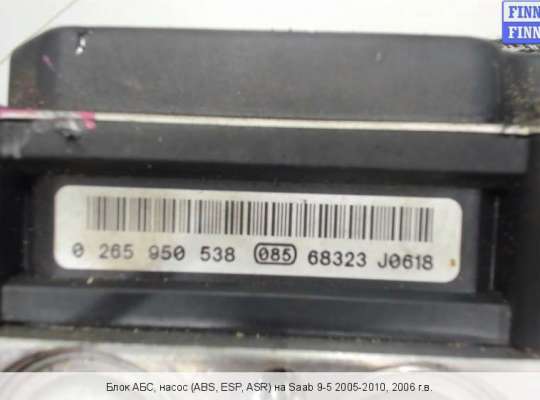 FINN
FINN
0 265 950 538 085 68323 J0618
Блок АБС, насос (ABS, ESP, ASR) на Saab 9-5 2005-2010, 2006 г.в.